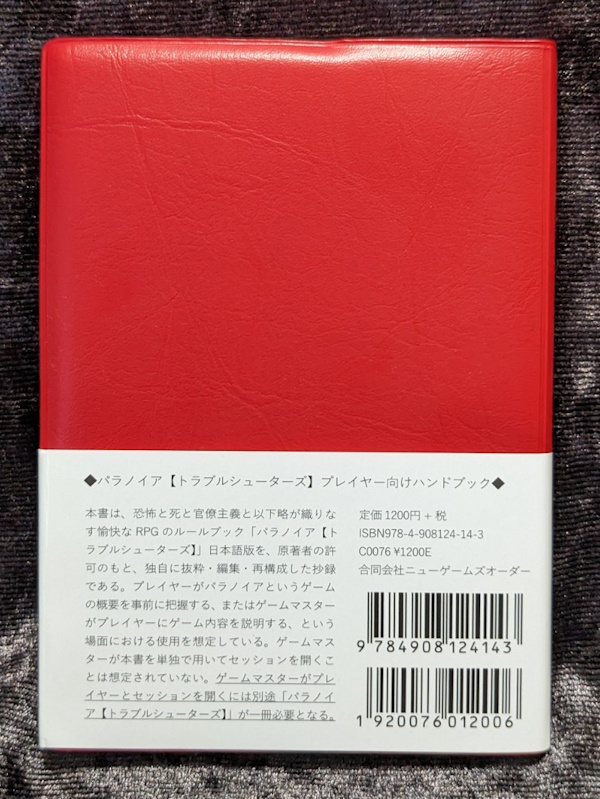 ◆パラノイア【トラブルシューターズ】プレイヤー向けハンドブック◆
本書は、恐怖と死と官僚主義と以下略が織りな
す愉快なRPGのルールブック「パラノイア【ト
ラブルシューターズ】」日本語版を、原著者の許
可のもと、独自に抜粋・編集・再構成した抄録
である。プレイヤーがパラノイアというゲーム
の概要を事前に把握する、またはゲームマスター
がプレイヤーにゲーム内容を説明する、という
場面における使用を想定している。ゲームマス
ターが本書を単独で用いてセッションを開くこ
とは想定されていない。ゲームマスターがプレ
イヤーとセッションを開くには別途「パラノイ
ア【トラブルシューターズ】」が一冊必要となる。
定価1200円+税
ISBN978-4-908124-14-3
C0076 ¥1200E
合同会社ニューゲームズオーダー
9 784908 124143
1 920076 012006